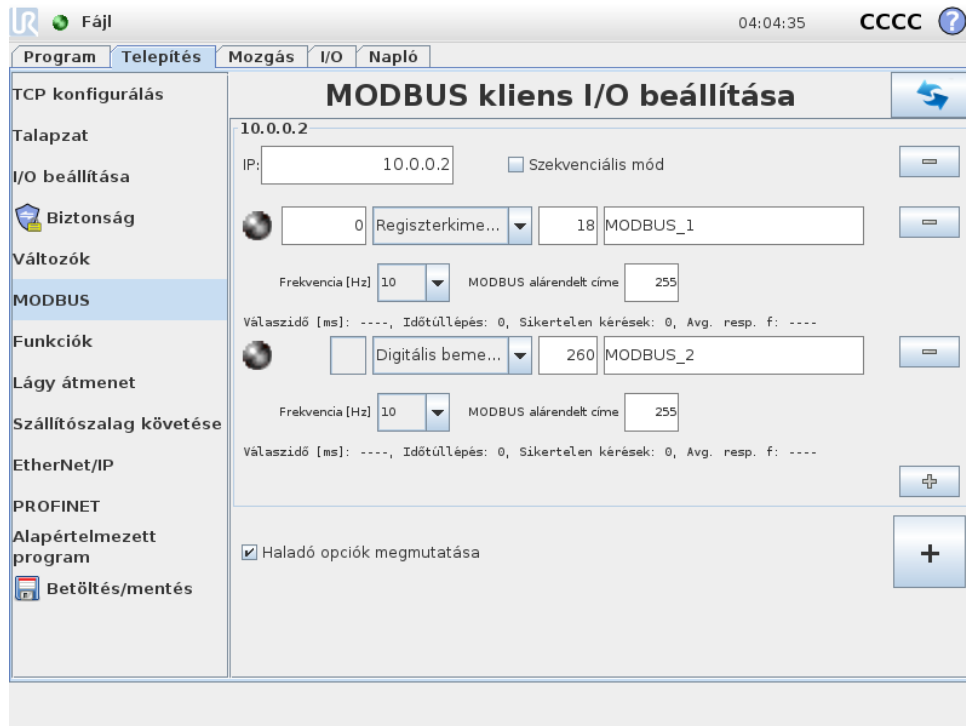 UR Fájl 04:04:35 CCCC ?
Program Telepítés Mozgás I/O Napló
TCP konfigurálás
Talapzat
I/O beállítása
Biztonság
Változók
MODBUS
Funkciók
Lágy átmenet
Szállítószalag követése
EtherNet/IP
PROFINET
Alapértelmezett
program
Betöltés/mentés
MODBUS kliens I/O beállítása
10.0.0.2
IP: 10.0.0.2 Szekvenciális mód
0 Regiszterkime... 18 MODBUS_1
Frekvencia [Hz] 10 MODBUS alárendelt címe 255
Válaszidő [ms]: ----, Időtúllépés: 0, Sikertelen kérések: 0, Avg. resp. f: ----
Digitális beme... 260 MODBUS_2
Frekvencia [Hz] 10 MODBUS alárendelt címe 255
Válaszidő [ms]: ----, Időtúllépés: 0, Sikertelen kérések: 0, Avg. resp. f: ----
Haladó opciók megmutatása